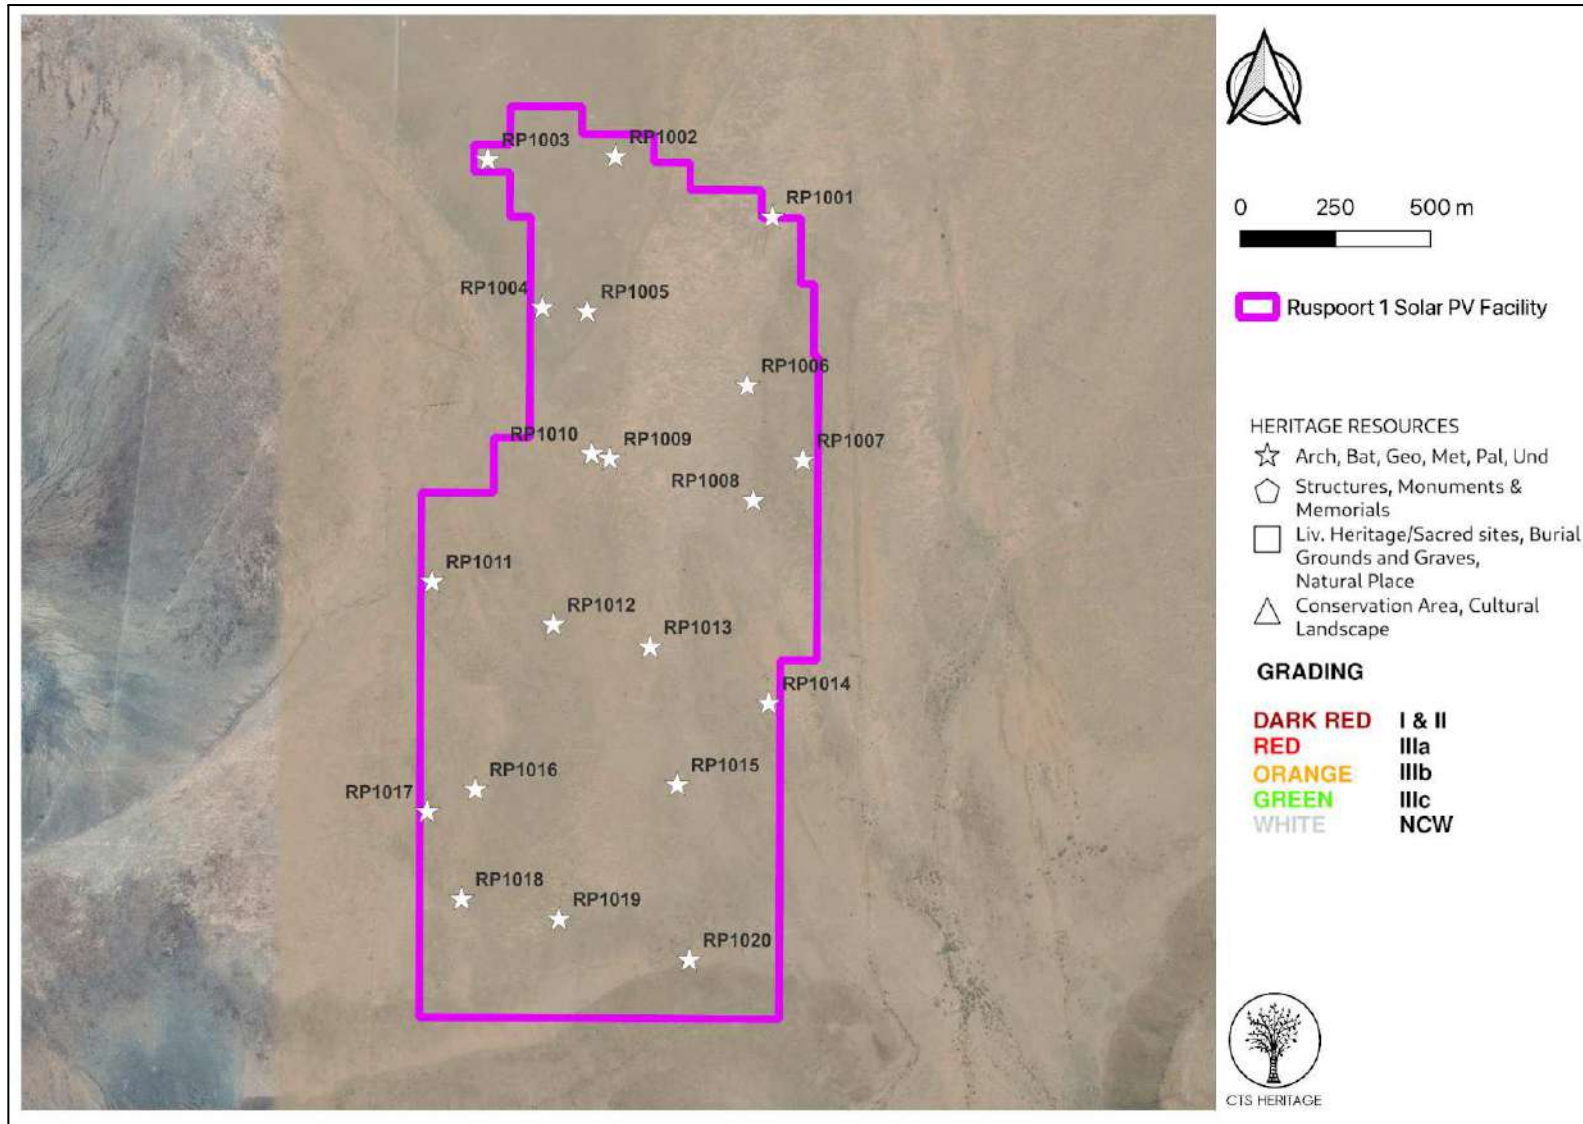 RP1003
RP1002
RP1001
RP1004
RP1005
RP1006
RP1010
RP1009
RP1007
RP1008
RP1011
RP1012
RP1013
RP1014
RP1015
RP1016
RP1017
RP1018
RP1019
RP1020
0 250 500 m
Ruspoort 1 Solar PV Facility
HERITAGE RESOURCES
Arch, Bat, Geo, Met, Pal, Und
Structures, Monuments &
Memorials
Liv. Heritage/Sacred sites, Burial
Grounds and Graves,
Natural Place
Conservation Area, Cultural
Landscape
GRADING
DARK RED I & II
RED IIIa
ORANGE IIIb
GREEN IIIc
WHITE NCW
CTS HERITAGE